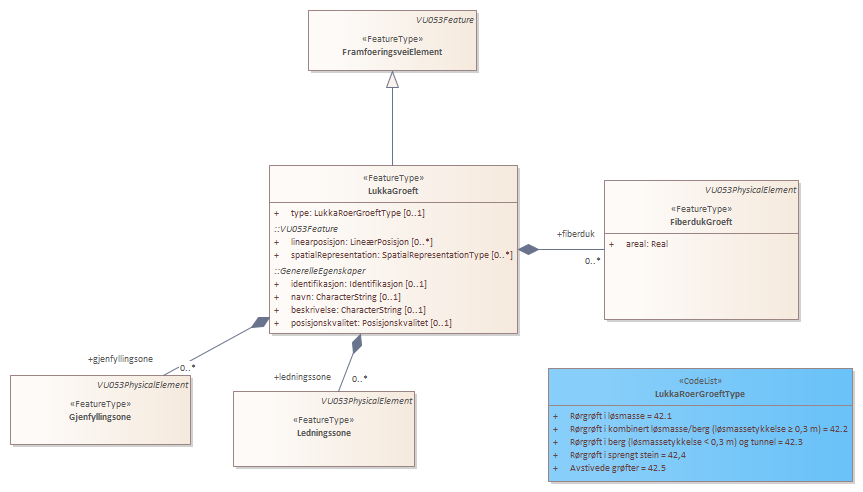 VU053Feature
«FeatureType»
FramfoeringsveiElement
«FeatureType»
LukkaGroeft
+ type: LukkaRoerGroeftType [0..1]
::VU053Feature
+ linearposisjon: LineærPosisjon [0..*]
+ spatialRepresentation: SpatialRepresentationType [0..*]
::GenerelleEgenskaper
+ identifikasjon: Identifikasjon [0..1]
+ navn: CharacterString [0..1]
+ beskrivelse: CharacterString [0..1]
+ posisjonskvalitet: Posisjonskvalitet [0..1]
+fiberduk
0..*
VU053PhysicalElement
«FeatureType»
FiberdukGroeft
+ areal: Real
+gjenfyllingsone
0..*
VU053PhysicalElement
«FeatureType»
Gjenfyllingsone
+ledningssone
0..*
VU053PhysicalElement
«FeatureType»
Ledningssone
«CodeList»
LukkaRoerGroeftType
+ Rørgrøft i løsmasse = 42.1
+ Rørgrøft i kombinert løsmasse/berg (løsmassetykkelse ≥ 0,3 m) = 42.2
+ Rørgrøft i berg (løsmassetykkelse < 0,3 m) og tunnel = 42.3
+ Rørgrøft i sprengt stein = 42,4
+ Avstivede grøfter = 42.5